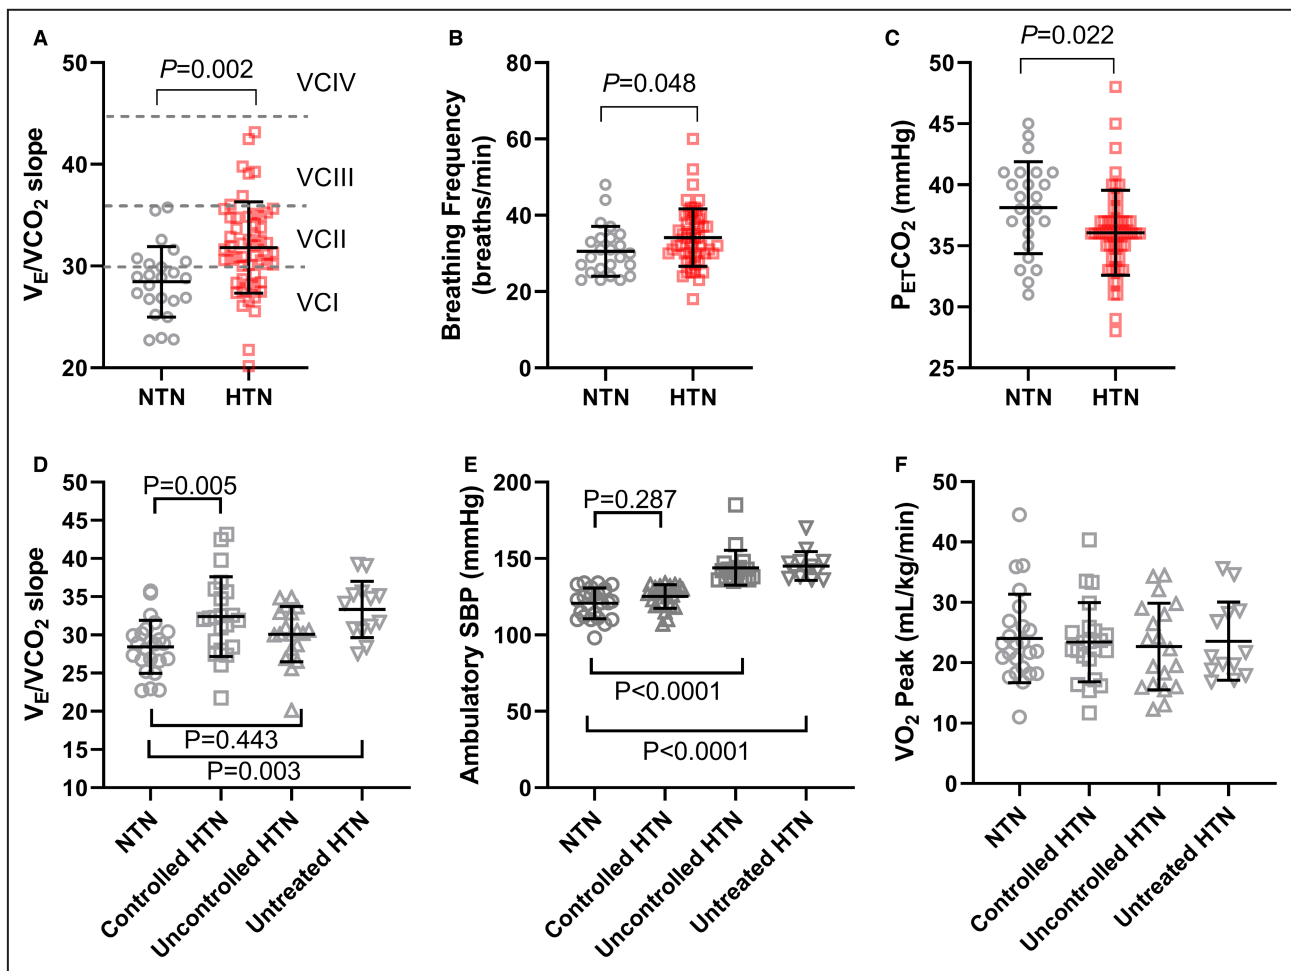 A
P=0.002
50
40
30
20
VE/VCO2 slope
VCIV
VCIII
VCII
VCI
NTN HTN
B
P=0.048
80
60
40
20
0
Breathing Frequency
(breaths/min)
NTN HTN
C
P=0.022
50
45
40
35
30
25
PETCO2 (mmHg)
NTN HTN
D
P=0.005
50
45
40
35
30
25
20
15
10
VE/VCO2 slope
P=0.443
P=0.003
NTN
Controlled HTN
Uncontrolled HTN
Untreated HTN
E
200
150
100
50
0
Ambulatory SBP (mmHg)
P=0.287
P<0.0001
P<0.0001
NTN
Controlled HTN
Uncontrolled HTN
Untreated HTN
F
50
40
30
20
10
0
VO2 Peak (mL/kg/min)
NTN
Controlled HTN
Uncontrolled HTN
Untreated HTN